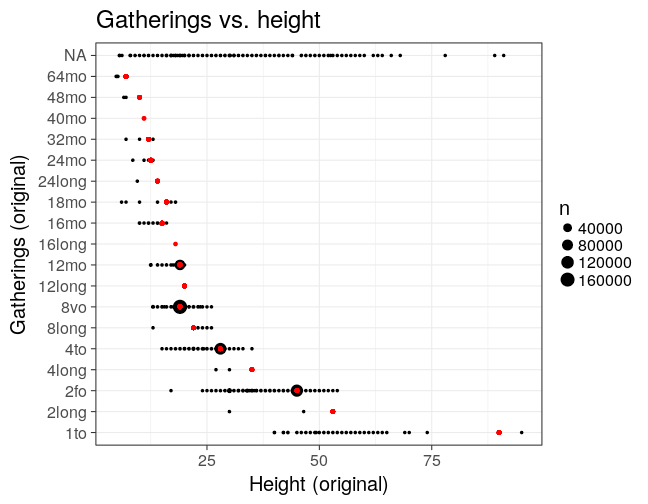 Gatherings vs. height
Gatherings (original)
NA
64mo
48mo
40mo
32mo
24mo
24long
18mo
16mo
16long
12mo
12long
8vo
8long
4to
4long
2fo
2long
1to
25 50 75
Height (original)
n
40000
80000
120000
160000